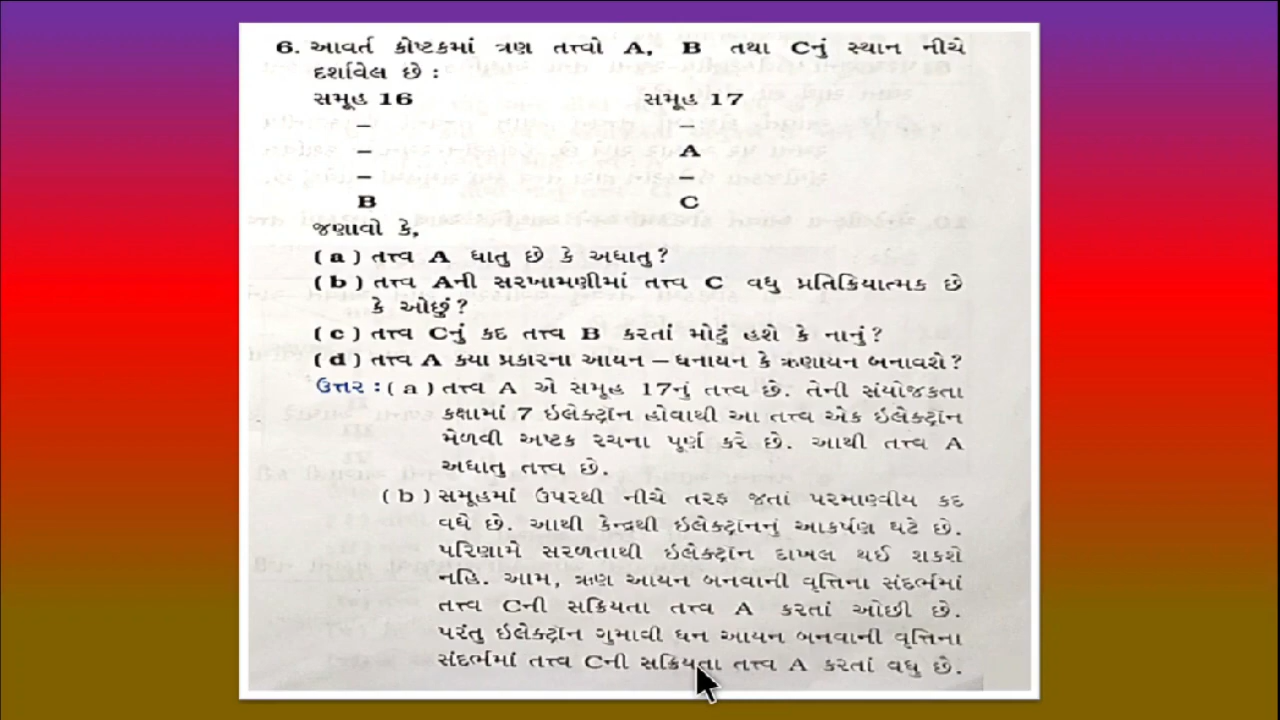 6. આવર્ત કોષ્ટકમાં ત્રણ તત્ત્વો A, B તથા Cનું સ્થાન નીચે
દર્શાવેલ છે :
સમૂહ 16 સમૂહ 17
– –
– A
– –
B C
જણાવો કે,
(a) તત્ત્વ A ધાતુ છે કે અધાતુ?
(b) તત્ત્વ Aની સરખામણીમાં તત્ત્વ C વધુ પ્રતિક્રિયાત્મક છે
કે ઓછું?
(c) તત્ત્વ Cનું કદ તત્ત્વ B કરતાં મોટું હશે કે નાનું?
(d) તત્ત્વ A કયા પ્રકારના આયન – ધનાયન કે ઋણાયન બનાવશે?
ઉત્તર : (a) તત્ત્વ A એ સમૂહ 17નું તત્ત્વ છે. તેની સંયોજકતા
કક્ષામાં 7 ઇલેક્ટ્રૉન હોવાથી આ તત્ત્વ એક ઇલેક્ટ્રૉન
મેળવી અષ્ટક રચના પૂર્ણ કરે છે. આથી તત્ત્વ A
અધાતુ તત્ત્વ છે.
(b) સમૂહમાં ઉપરથી નીચે તરફ જતાં પરમાણ્વીય કદ
વધે છે. આથી કેન્દ્રથી ઇલેક્ટ્રૉનનું આકર્ષણ ઘટે છે.
પરિણામે સરળતાથી ઇલેક્ટ્રૉન દાખલ થઈ શકશે
નહિ. આમ, ઋણ આયન બનવાની વૃત્તિના સંદર્ભમાં
તત્ત્વ Cની સક્રિયતા તત્ત્વ A કરતાં ઓછી છે.
પરંતુ ઇલેક્ટ્રૉન ગુમાવી ધન આયન બનવાની વૃત્તિના
સંદર્ભમાં તત્ત્વ Cની સક્રિયતા તત્ત્વ A કરતાં વધુ છે.